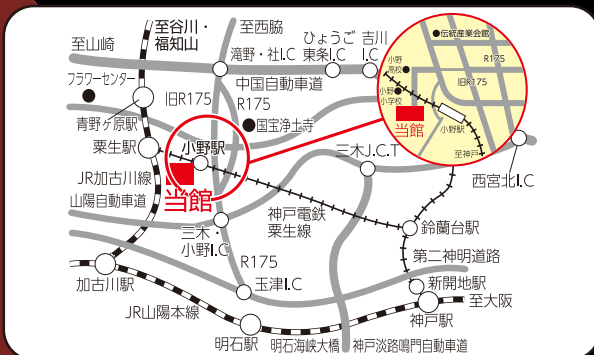 至谷川・
福知山
至西脇
ひょうご
東条I.C
吉川
I.C
至山崎
滝野・社I.C
中国自動車道
フラワーセンター
旧R175
R175
青野ヶ原駅
国宝浄土寺
粟生駅
小野駅
当館
JR加古川線
山陽自動車道
三木J.C.T
西宮北I.C
神戸電鉄
粟生線
三木・
小野I.C
鈴蘭台駅
R175
第二神明道路
加古川駅
玉津I.C
新開地駅
至大阪
神戸駅
JR山陽本線
明石駅
明石海峡大橋
神戸淡路鳴門自動車道
伝統産業会館
小野
高校
R175
旧R175
小野
小学校
当館
小野駅
至神戸